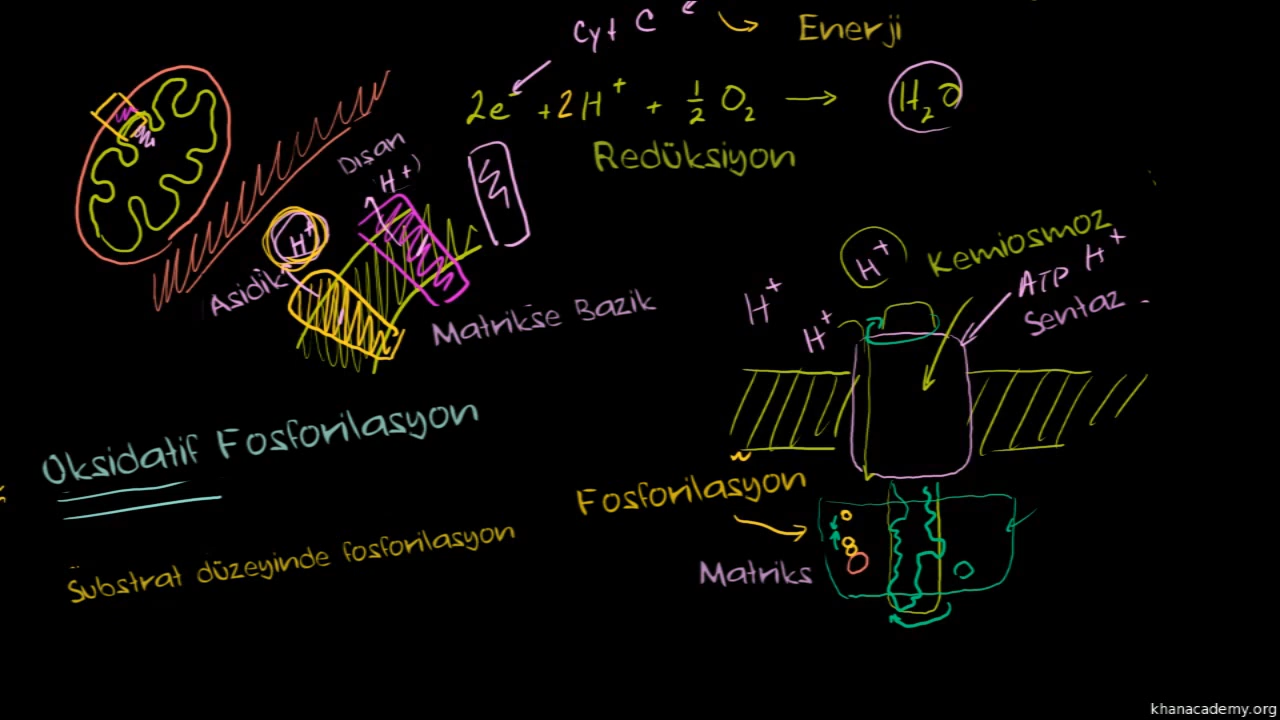 Cyt C
Enerji
2e⁻ + 2H⁺ + ½ O₂ → H₂O
Redüksiyon
Dışarı
H⁺
H⁺
Asidik
Matrikse Bazik
Kemiosmoz
H⁺
H⁺
H⁺
ATP H⁺
Sentaz
Oksidatif Fosforilasyon
Fosforilasyon
Substrat düzeyinde fosforilasyon
Matriks
khanacademy.org